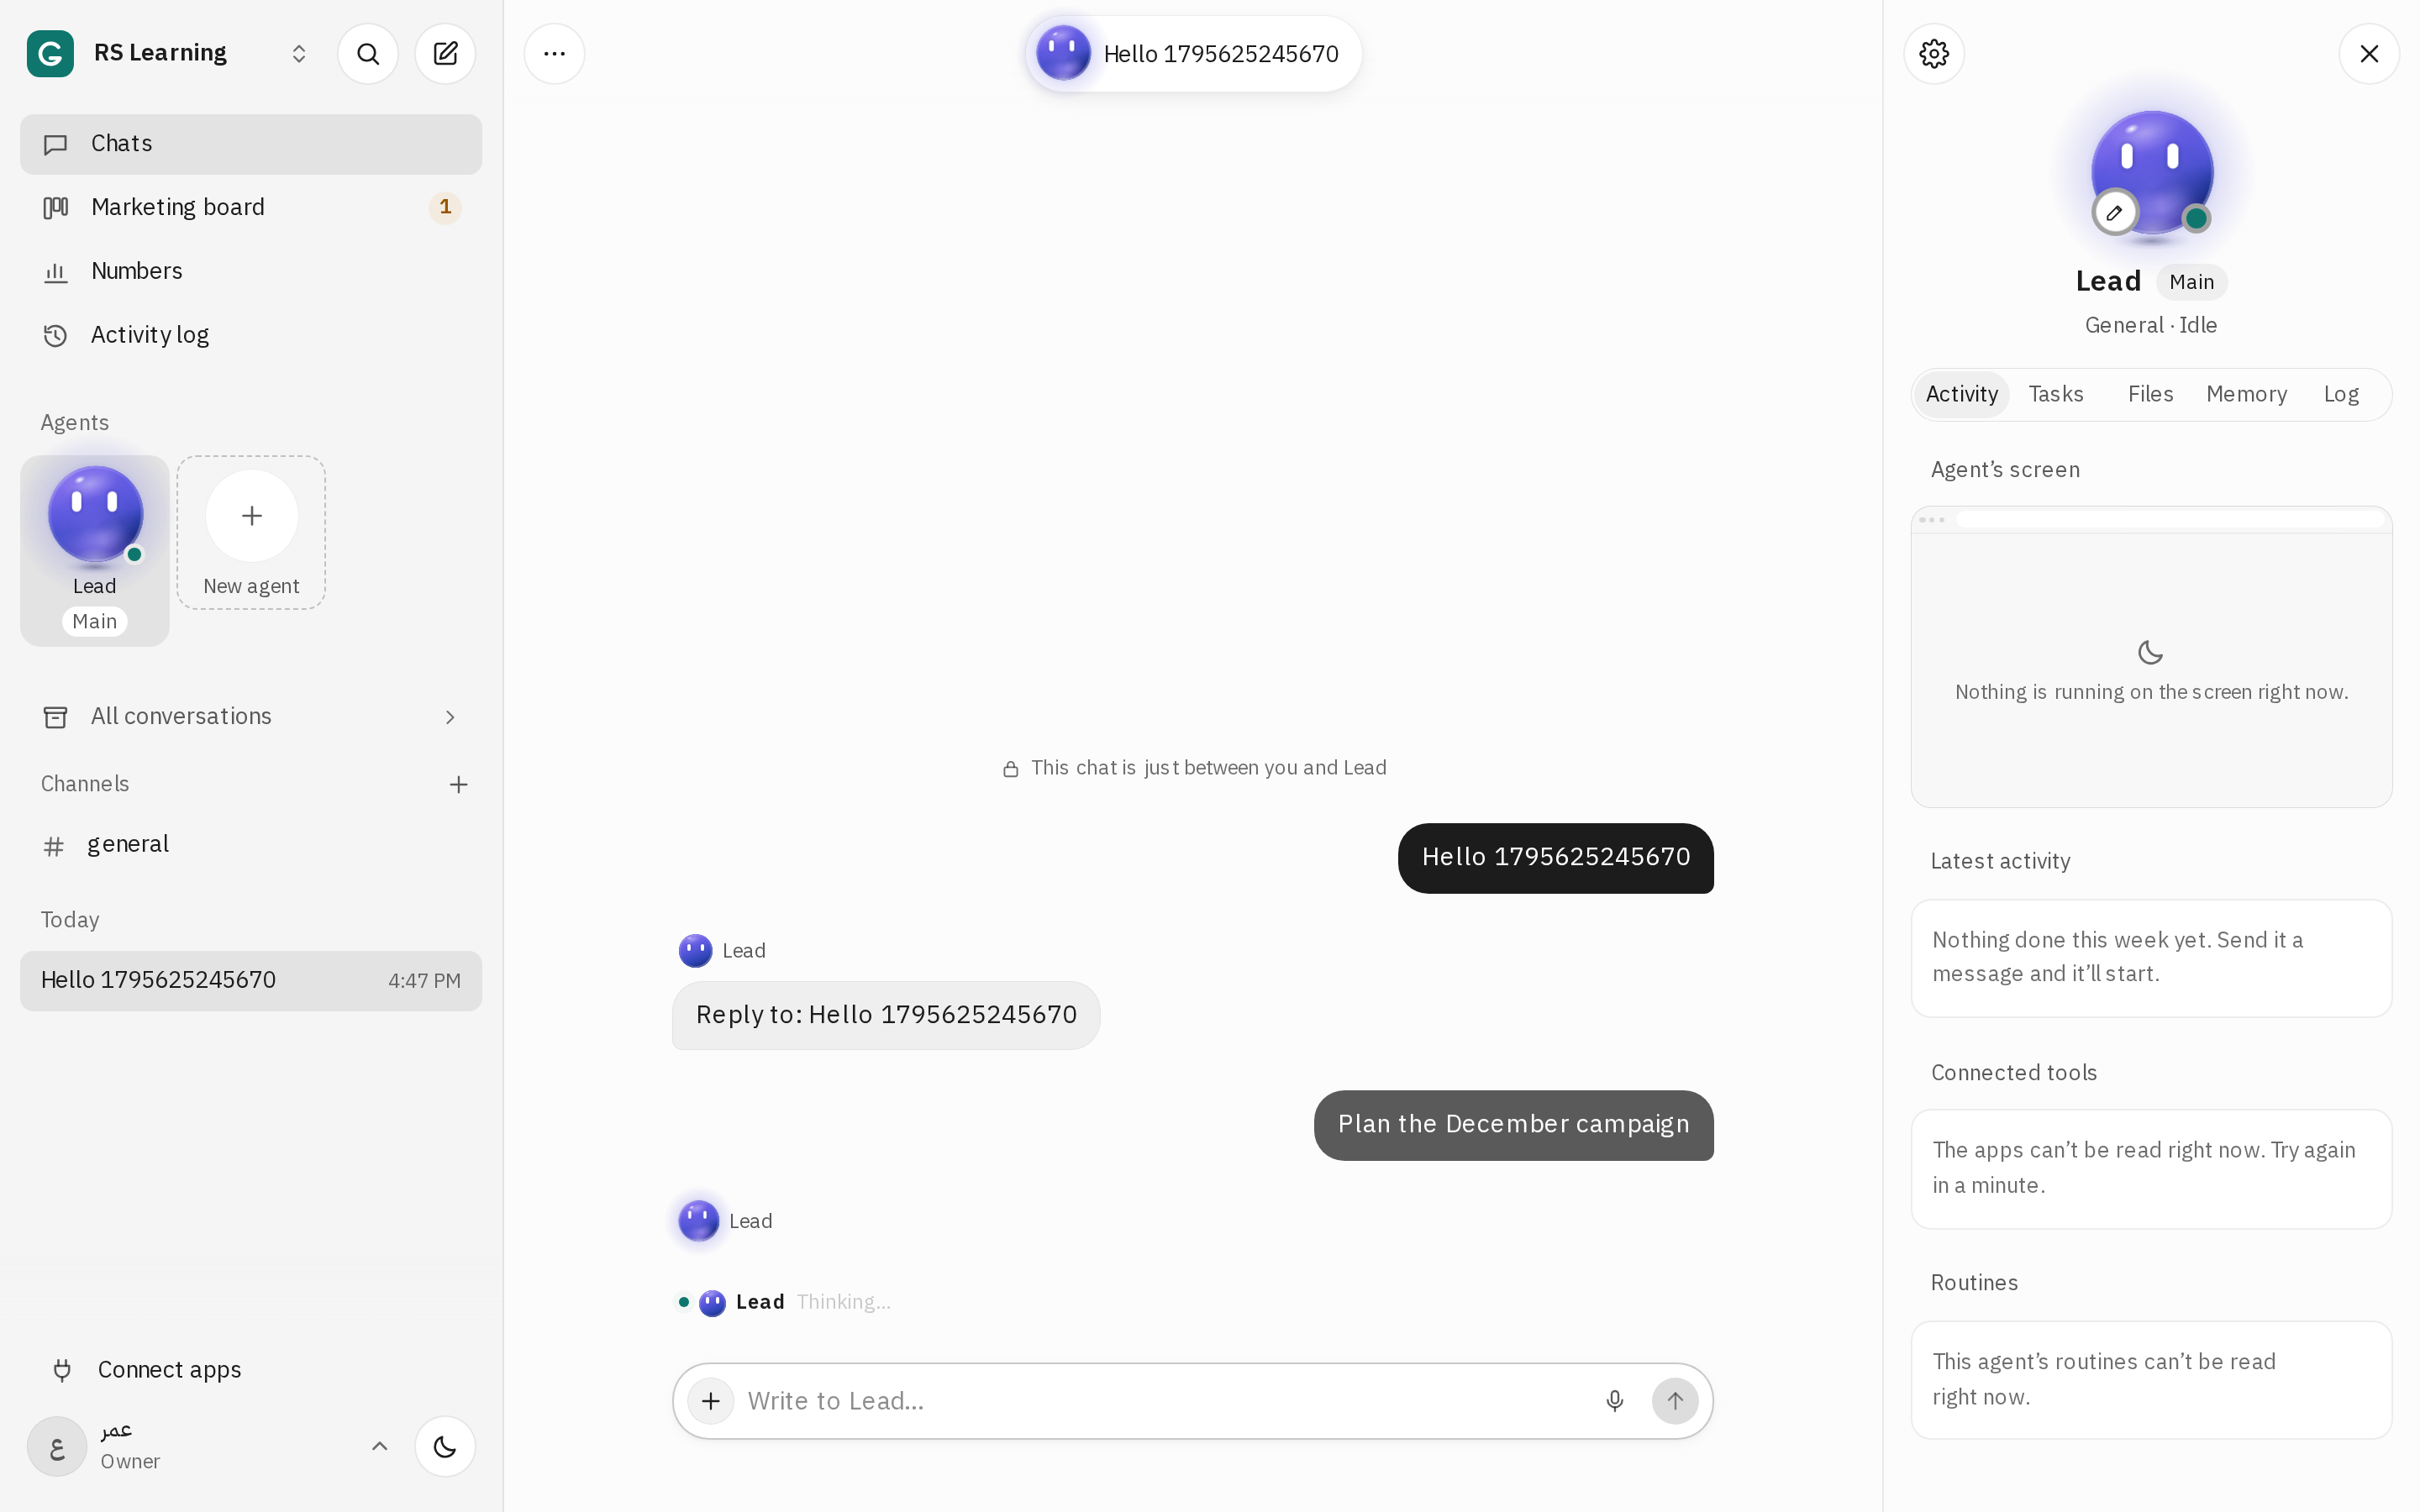 G RS Learning
Chats
Marketing board 1
Numbers
Activity log
Agents
Lead
Main
New agent
All conversations
Channels
general
Today
Hello 1795625245670 4:47 PM
Connect apps
ع
عمر
Owner
Hello 1795625245670
This chat is just between you and Lead
Hello 1795625245670
Lead
Reply to: Hello 1795625245670
Plan the December campaign
Lead
Lead Thinking…
Write to Lead…
Lead Main
General · Idle
Activity Tasks Files Memory Log
Agent’s screen
Nothing is running on the screen right now.
Latest activity
Nothing done this week yet. Send it a
message and it’ll start.
Connected tools
The apps can’t be read right now. Try again
in a minute.
Routines
This agent’s routines can’t be read
right now.